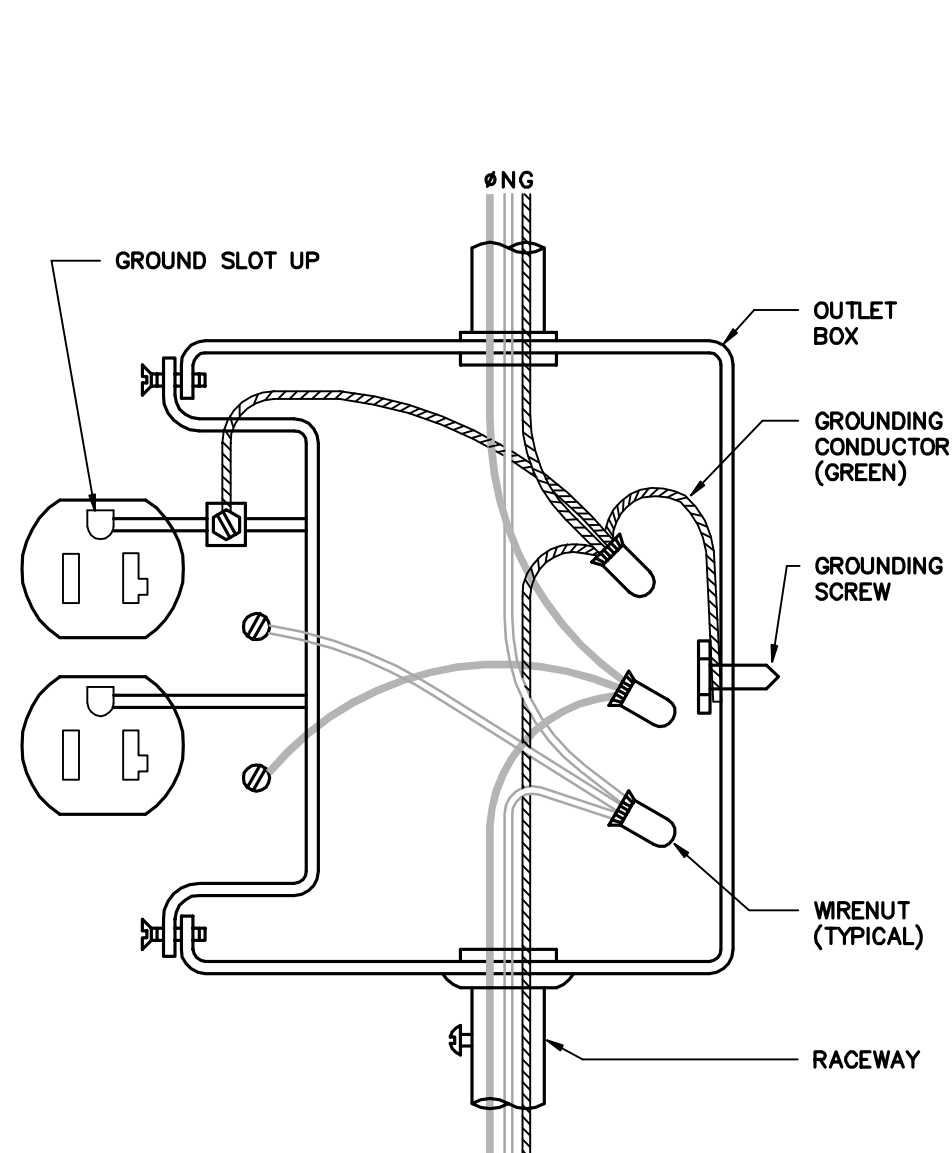 ØNG
GROUND SLOT UP
OUTLET
BOX
GROUNDING
CONDUCTOR
(GREEN)
GROUNDING
SCREW
WIRENUT
(TYPICAL)
RACEWAY